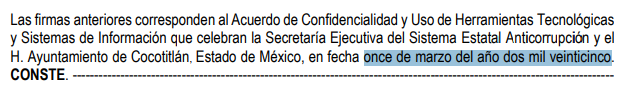 Las firmas anteriores corresponden al Acuerdo de Confidencialidad y Uso de Herramientas Tecnológicas
y Sistemas de Información que celebran la Secretaría Ejecutiva del Sistema Estatal Anticorrupción y el
H. Ayuntamiento de Cocotitlán, Estado de México, en fecha once de marzo del año dos mil veinticinco.
CONSTE. ------------------------------------------------------------------------------------------------------------------------